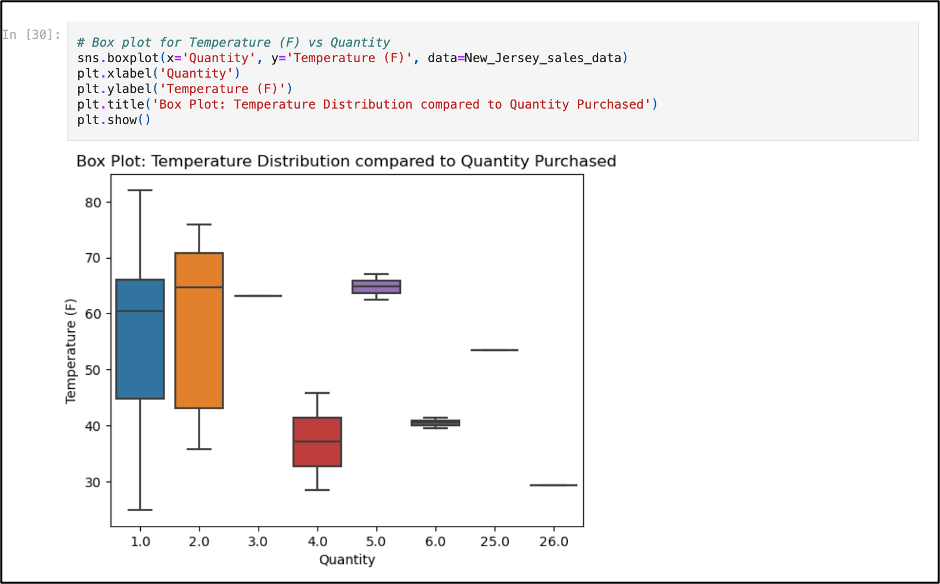 In [30]:
# Box plot for Temperature (F) vs Quantity
sns.boxplot(x='Quantity', y='Temperature (F)', data=New_Jersey_sales_data)
plt.xlabel('Quantity')
plt.ylabel('Temperature (F)')
plt.title('Box Plot: Temperature Distribution compared to Quantity Purchased')
plt.show()
Box Plot: Temperature Distribution compared to Quantity Purchased
Temperature (F)
80
70
60
50
40
30
1.0 2.0 3.0 4.0 5.0 6.0 25.0 26.0
Quantity